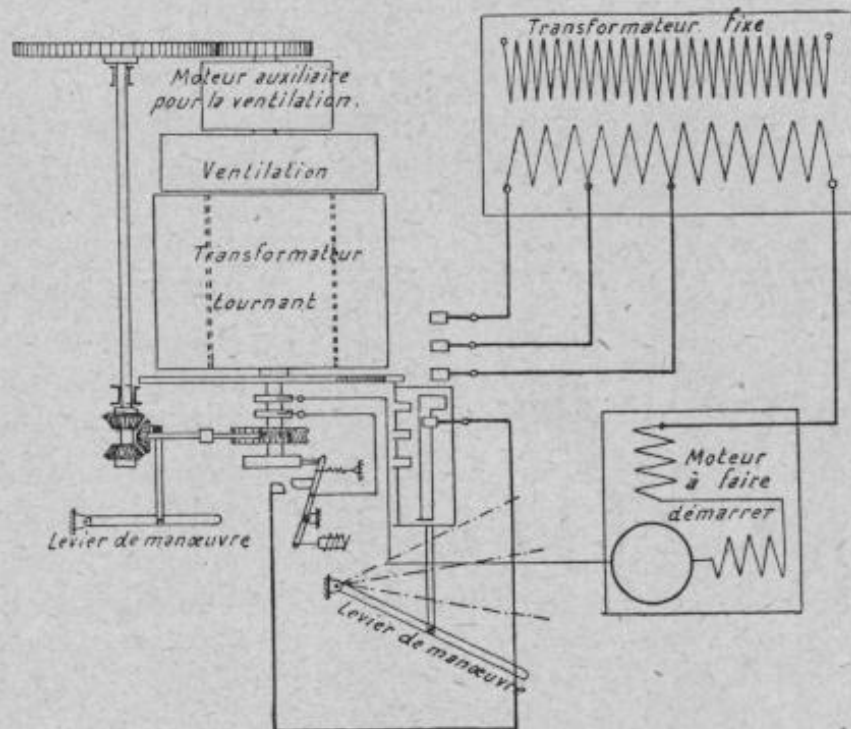 Transformateur fixe
Moteur auxiliaire
pour la ventilation.
Ventilation
Transformateur
tournant
Moteur
à faire
démarrer
Levier de manœuvre
Levier de manœuvre